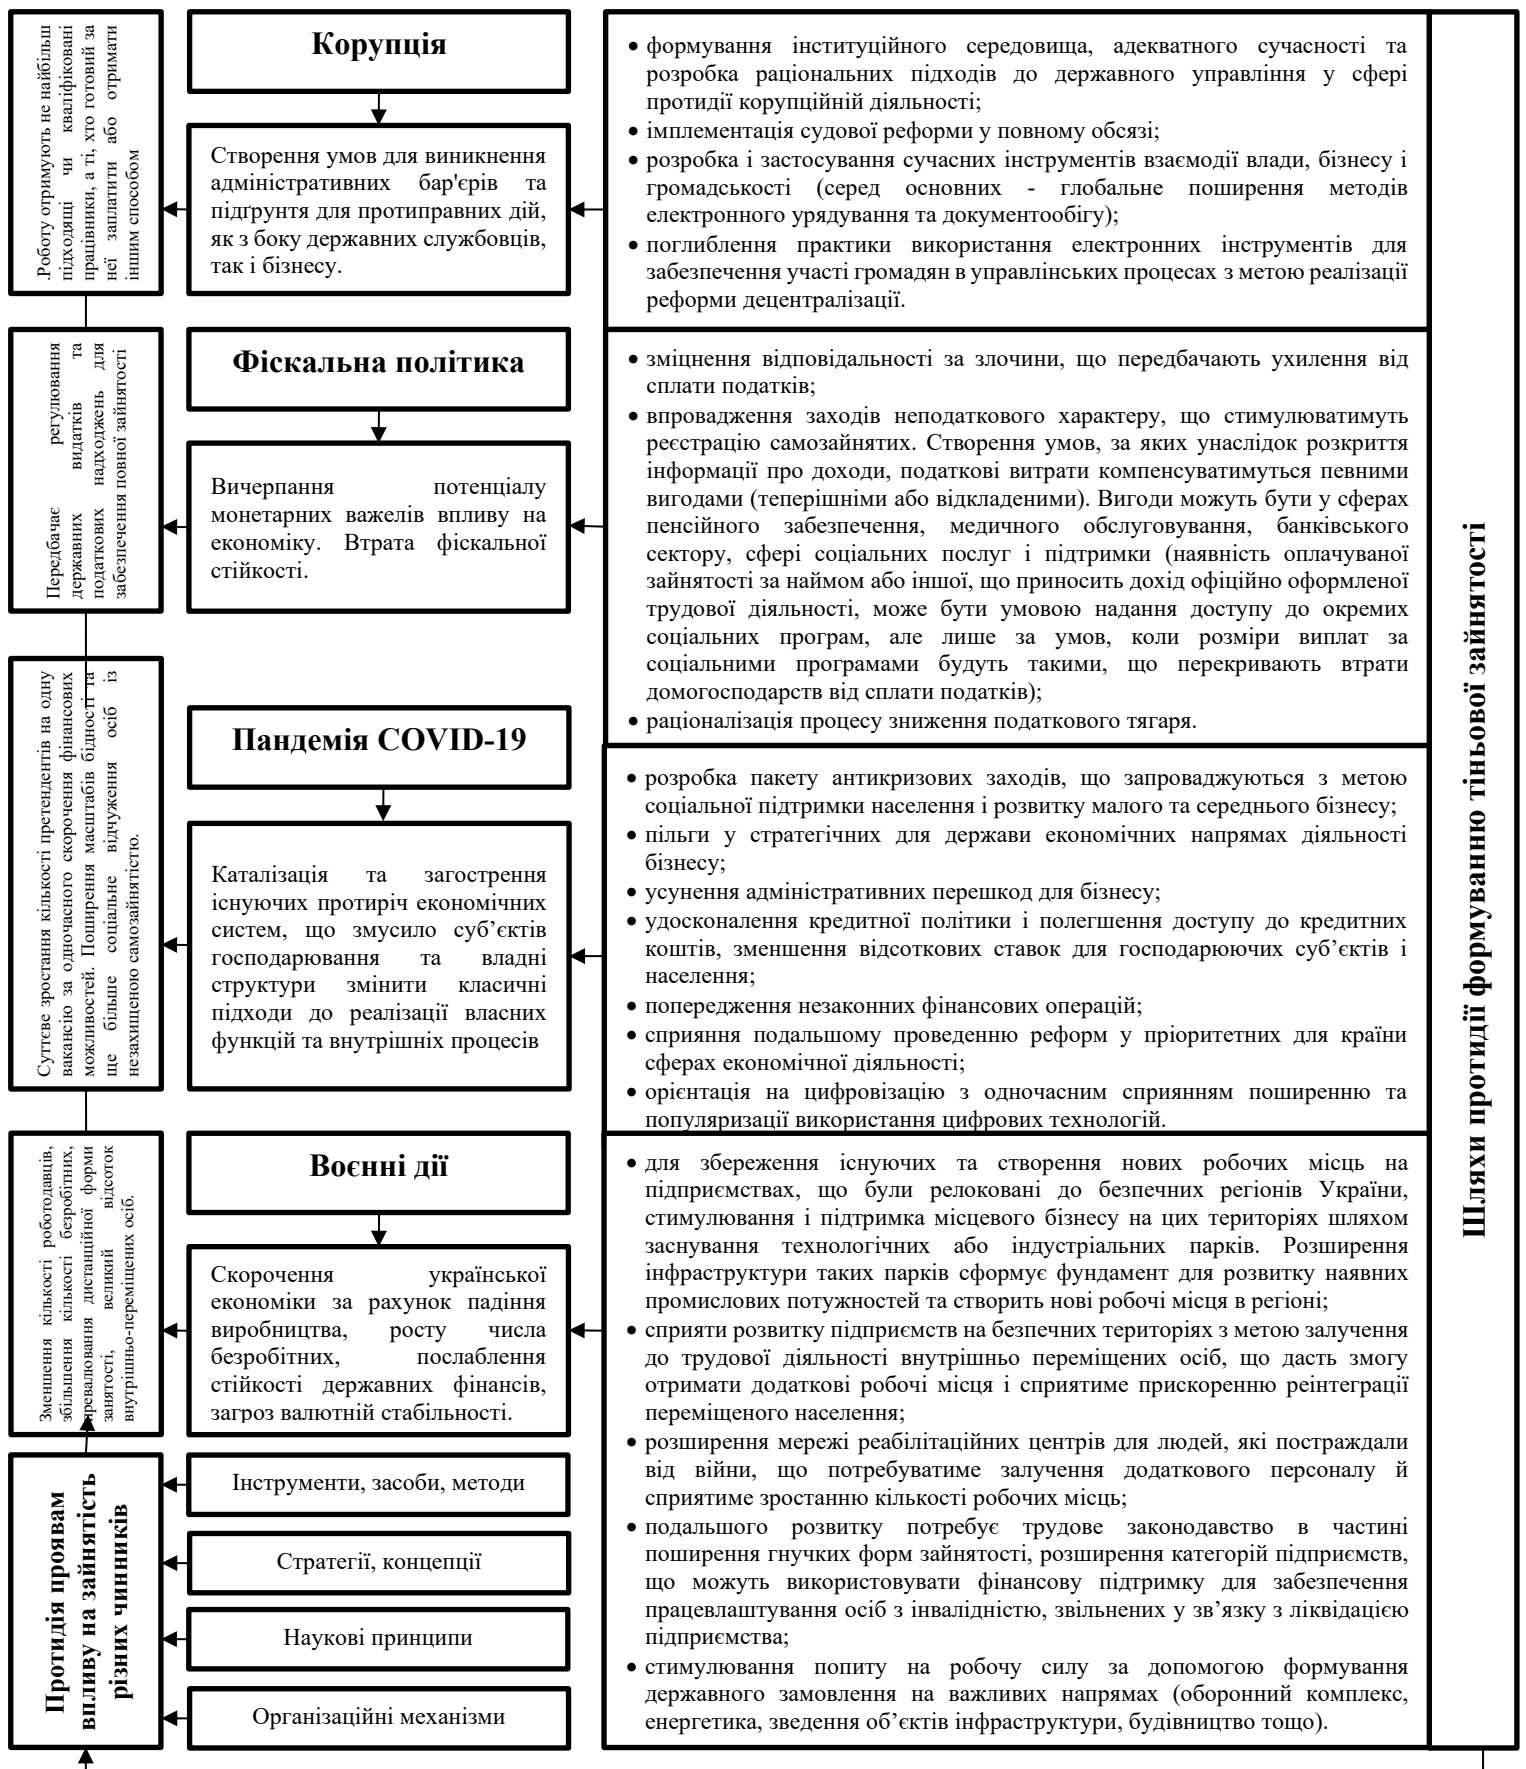 .Роботу отримують не найбільш
підходящі чи кваліфіковані
працівники, а ті, хто готовий за
неї заплатити або отримати
іншим способом
Корупція
Створення умов для виникнення
адміністративних бар'єрів та
підґрунтя для протиправних дій,
як з боку державних службовців,
так і бізнесу.
• формування інституційного середовища, адекватного сучасності та
розробка раціональних підходів до державного управління у сфері
протидії корупційній діяльності;
• імплементація судової реформи у повному обсязі;
• розробка і застосування сучасних інструментів взаємодії влади, бізнесу і
громадськості (серед основних - глобальне поширення методів
електронного урядування та документообігу);
• поглиблення практики використання електронних інструментів для
забезпечення участі громадян в управлінських процесах з метою реалізації
реформи децентралізації.
Передбачає регулювання
державних видатків та
податкових надходжень для
забезпечення повної зайнятості
Фіскальна політика
Вичерпання потенціалу
монетарних важелів впливу на
економіку. Втрата фіскальної
стійкості.
• зміцнення відповідальності за злочини, що передбачають ухилення від
сплати податків;
• впровадження заходів неподаткового характеру, що стимулюватимуть
реєстрацію самозайнятих. Створення умов, за яких унаслідок розкриття
інформації про доходи, податкові витрати компенсуватимуться певними
вигодами (теперішніми або відкладеними). Вигоди можуть бути у сферах
пенсійного забезпечення, медичного обслуговування, банківського
сектору, сфері соціальних послуг і підтримки (наявність оплачуваної
зайнятості за наймом або іншої, що приносить дохід офіційно оформленої
трудової діяльності, може бути умовою надання доступу до окремих
соціальних програм, але лише за умов, коли розміри виплат за
соціальними програмами будуть такими, що перекривають втрати
домогосподарств від сплати податків);
• раціоналізація процесу зниження податкового тягаря.
Суттєве зростання кількості претендентів на одну
вакансію за одночасного скорочення фінансових
можливостей. Поширення масштабів бідності та
ще більше соціальне відчуження осіб із
незахищеною самозайнятістю.
Пандемія COVID-19
Каталізація та загострення
існуючих протиріч економічних
систем, що змусило суб’єктів
господарювання та владні
структури змінити класичні
підходи до реалізації власних
функцій та внутрішніх процесів
• розробка пакету антикризових заходів, що запроваджуються з метою
соціальної підтримки населення і розвитку малого та середнього бізнесу;
• пільги у стратегічних для держави економічних напрямах діяльності
бізнесу;
• усунення адміністративних перешкод для бізнесу;
• удосконалення кредитної політики і полегшення доступу до кредитних
коштів, зменшення відсоткових ставок для господарюючих суб’єктів і
населення;
• попередження незаконних фінансових операцій;
• сприяння подальшому проведенню реформ у пріоритетних для країни
сферах економічної діяльності;
• орієнтація на цифровізацію з одночасним сприянням поширенню та
популяризації використання цифрових технологій.
Зменшення кількості роботодавців,
збільшення кількості безробітних,
превалювання дистанційної форми
занятості, великий відсоток
внутрішньо-переміщених осіб.
Воєнні дії
Скорочення української
економіки за рахунок падіння
виробництва, росту числа
безробітних, послаблення
стійкості державних фінансів,
загроз валютній стабільності.
• для збереження існуючих та створення нових робочих місць на
підприємствах, що були релоковані до безпечних регіонів України,
стимулювання і підтримка місцевого бізнесу на цих територіях шляхом
заснування технологічних або індустріальних парків. Розширення
інфраструктури таких парків сформує фундамент для розвитку наявних
промислових потужностей та створить нові робочі місця в регіоні;
• сприяти розвитку підприємств на безпечних територіях з метою залучення
до трудової діяльності внутрішньо переміщених осіб, що дасть змогу
отримати додаткові робочі місця і сприятиме прискоренню реінтеграції
переміщеного населення;
• розширення мережі реабілітаційних центрів для людей, які постраждали
від війни, що потребуватиме залучення додаткового персоналу й
сприятиме зростанню кількості робочих місць;
• подальшого розвитку потребує трудове законодавство в частині
поширення гнучких форм зайнятості, розширення категорій підприємств,
що можуть використовувати фінансову підтримку для забезпечення
працевлаштування осіб з інвалідністю, звільнених у зв’язку з ліквідацією
підприємства;
• стимулювання попиту на робочу силу за допомогою формування
державного замовлення на важливих напрямах (оборонний комплекс,
енергетика, зведення об’єктів інфраструктури, будівництво тощо).
Протидія проявам
впливу на зайнятість
різних чинників
Інструменти, засоби, методи
Стратегії, концепції
Наукові принципи
Організаційні механізми
Шляхи протидії формуванню тіньової зайнятості